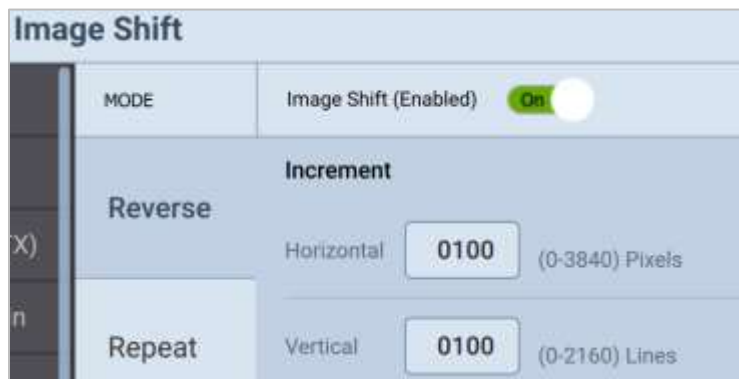 Image Shift
MODE
Image Shift (Enabled) On
Increment
Reverse
X)
Horizontal 0100 (0-3840) Pixels
n
Repeat
Vertical 0100 (0-2160) Lines